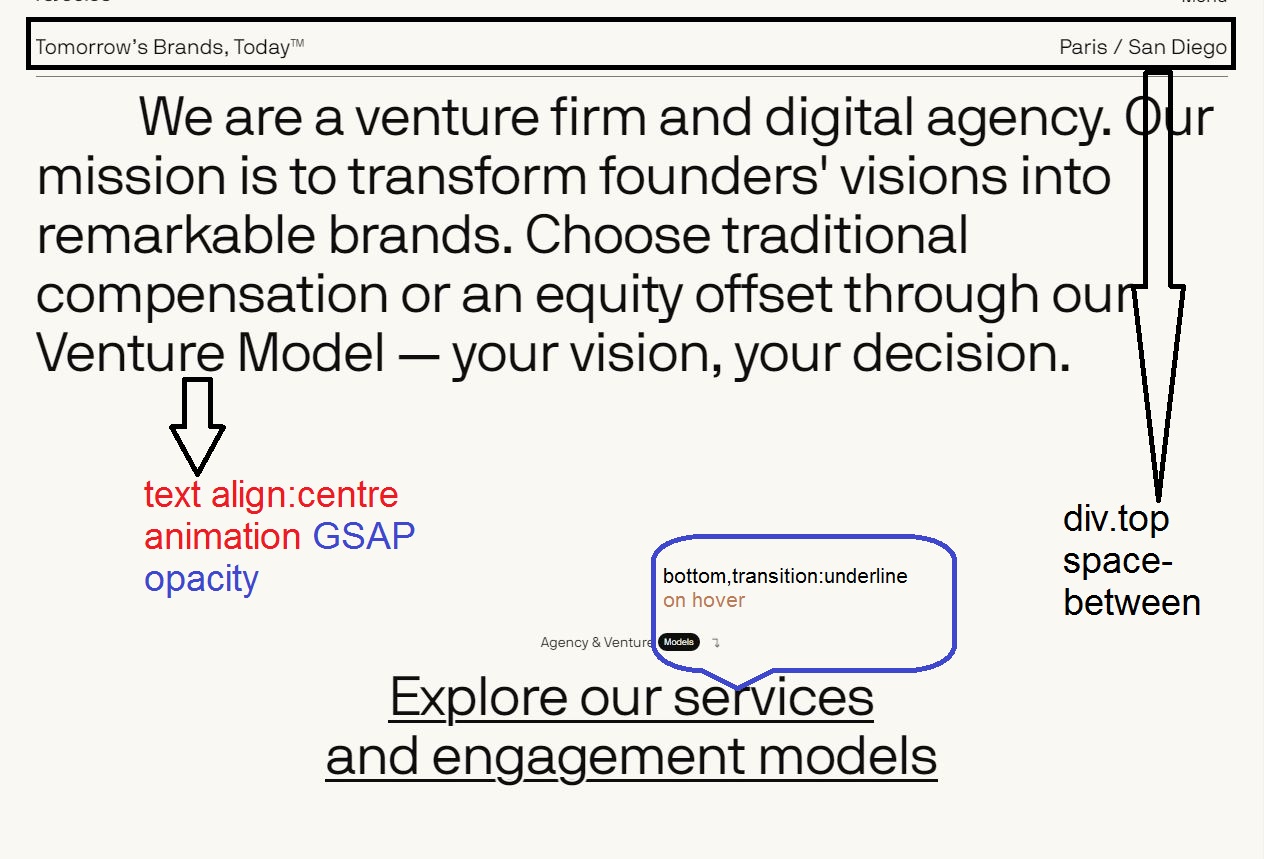 Tomorrow's Brands, Today™
Paris / San Diego
We are a venture firm and digital agency. Our
mission is to transform founders' visions into
remarkable brands. Choose traditional
compensation or an equity offset through our
Venture Model — your vision, your decision.
text align:centre
animation GSAP
opacity
div.top
space-
between
bottom,transition:underline
on hover
Agency & Venture Models ↴
Explore our services
and engagement models